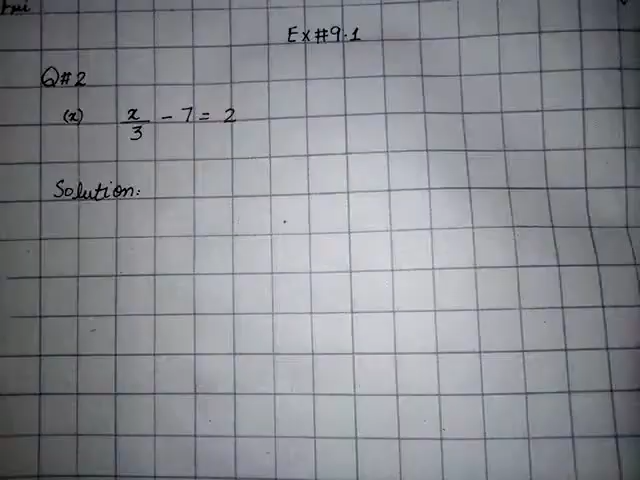 Ex#9.1
Q#2
(x) x/3 - 7 = 2
Solution: